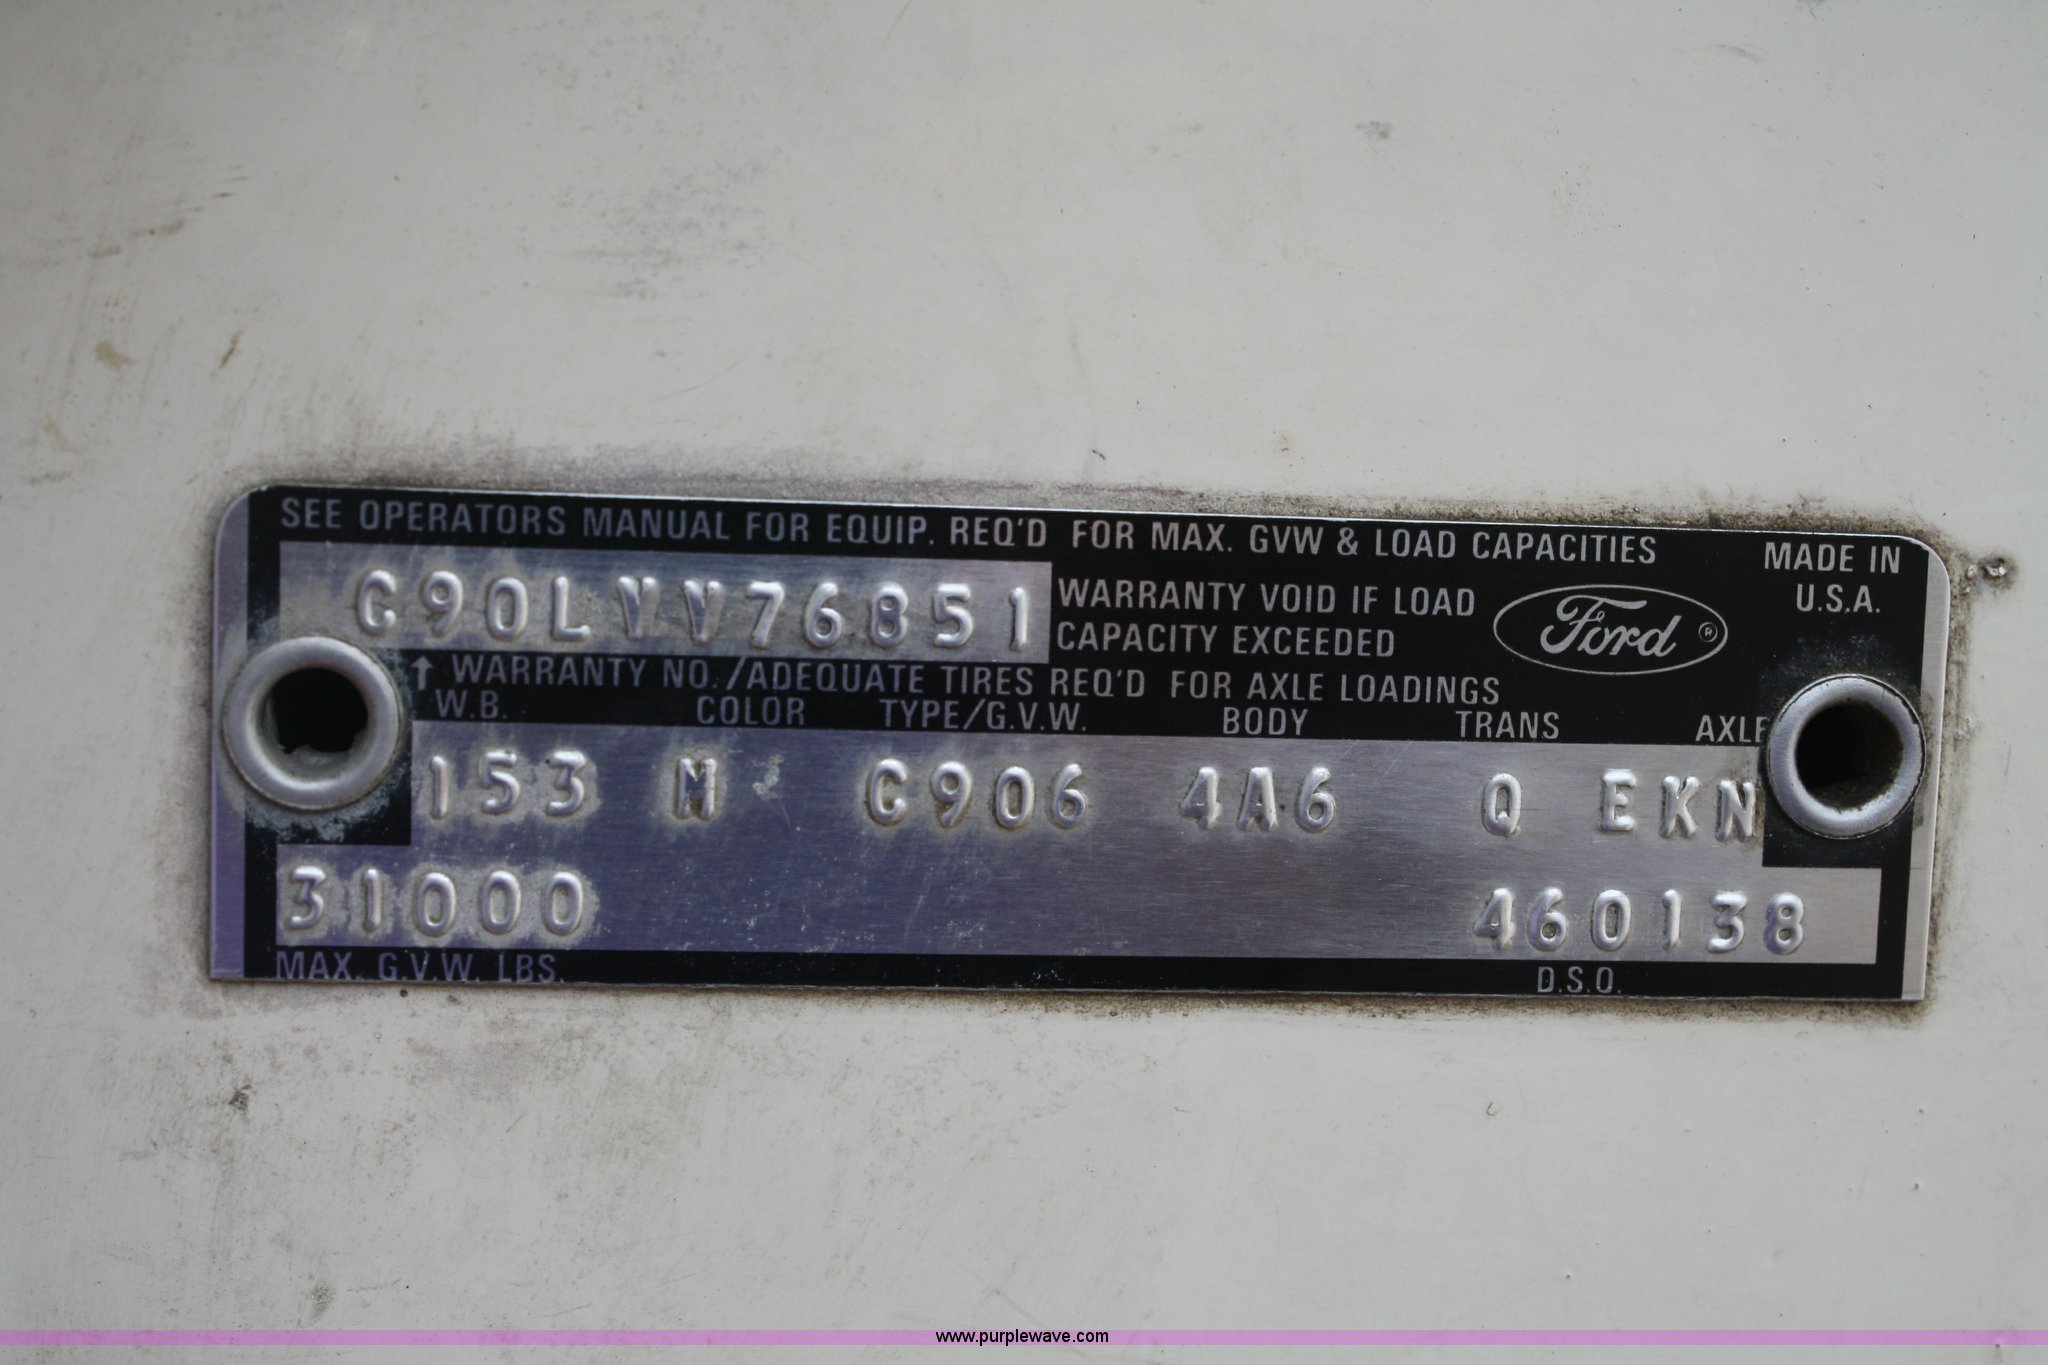 SEE OPERATORS MANUAL FOR EQUIP. REQ'D FOR MAX. GVW & LOAD CAPACITIES
MADE IN
U.S.A.
C90LVV76851
WARRANTY VOID IF LOAD
CAPACITY EXCEEDED
Ford ®
↑ WARRANTY NO./ADEQUATE TIRES REQ'D FOR AXLE LOADINGS
W.B. COLOR TYPE/G.V.W. BODY TRANS AXLE
153 M C906 4A6 Q EKN
31000 460138
MAX. G.V.W. LBS. D.S.O.
www.purplewave.com